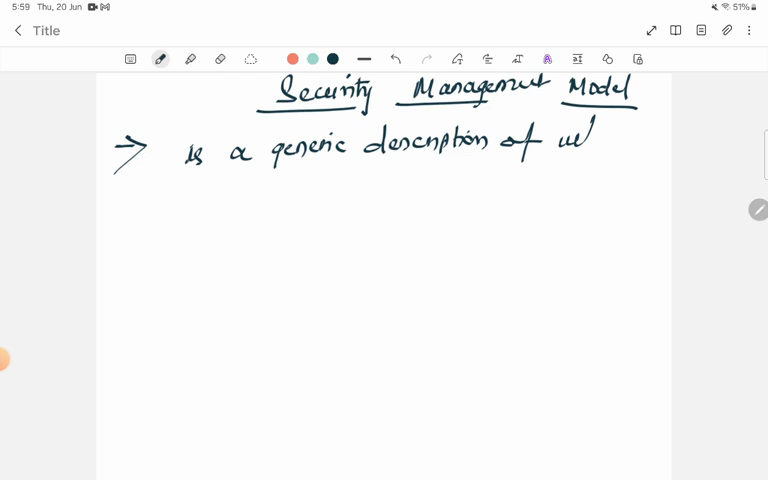 5:59 Thu, 20 Jun 51%
Title
Security Management Model
→ is a generic description of